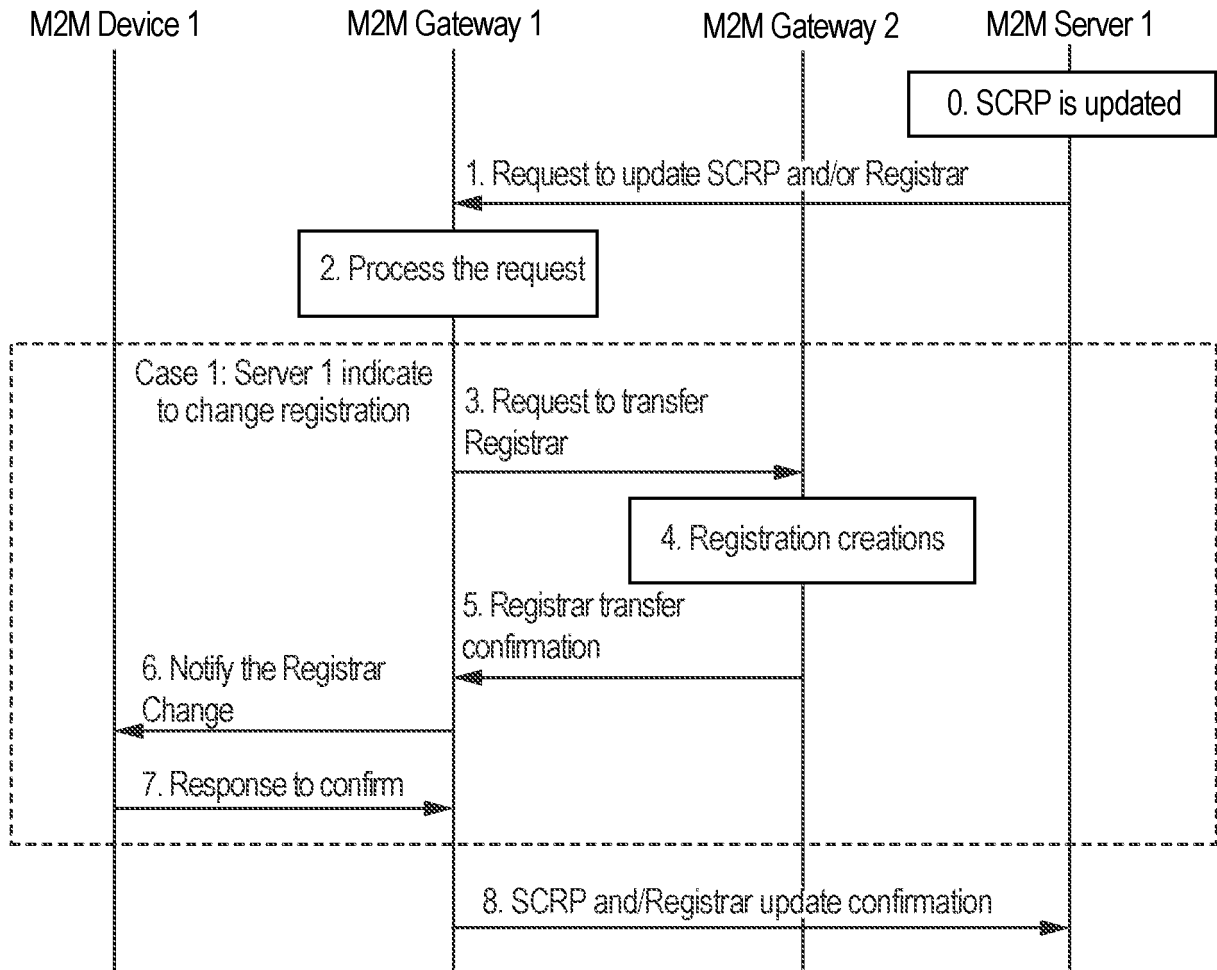 M2M Device 1
M2M Gateway 1
M2M Gateway 2
M2M Server 1
0. SCRP is updated
1. Request to update SCRP and/or Registrar
2. Process the request
Case 1: Server 1 indicate
to change registration
3. Request to transfer
Registrar
4. Registration creations
5. Registrar transfer
confirmation
6. Notify the Registrar
Change
7. Response to confirm
8. SCRP and/Registrar update confirmation